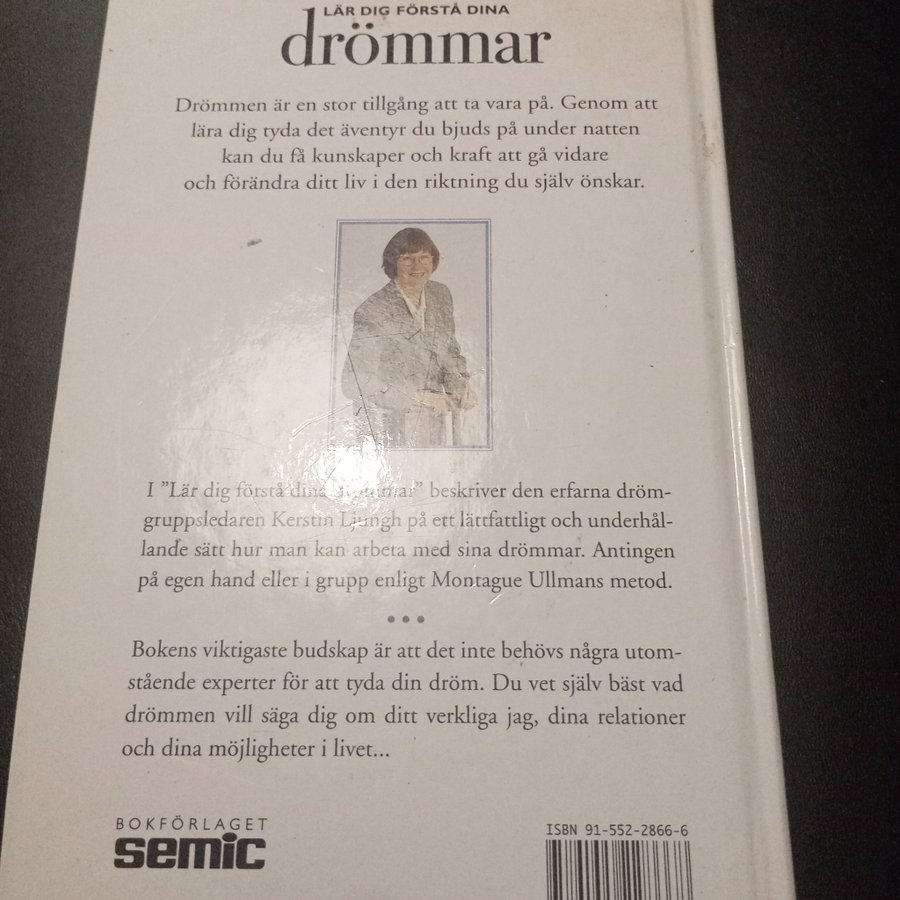 LÄR DIG FÖRSTÅ DINA
drömmar
Drömmen är en stor tillgång att ta vara på. Genom att
lära dig tyda det äventyr du bjuds på under natten
kan du få kunskaper och kraft att gå vidare
och förändra ditt liv i den riktning du själv önskar.
I ”Lär dig förstå dina drömmar” beskriver den erfarna dröm-
gruppsledaren Kerstin Ljungh på ett lättfattligt och underhål-
lande sätt hur man kan arbeta med sina drömmar. Antingen
på egen hand eller i grupp enligt Montague Ullmans metod.
•••
Bokens viktigaste budskap är att det inte behövs några utom-
stående experter för att tyda din dröm. Du vet själv bäst vad
drömmen vill säga dig om ditt verkliga jag, dina relationer
och dina möjligheter i livet...
BOKFÖRLAGET
semic
ISBN 91-552-2866-6